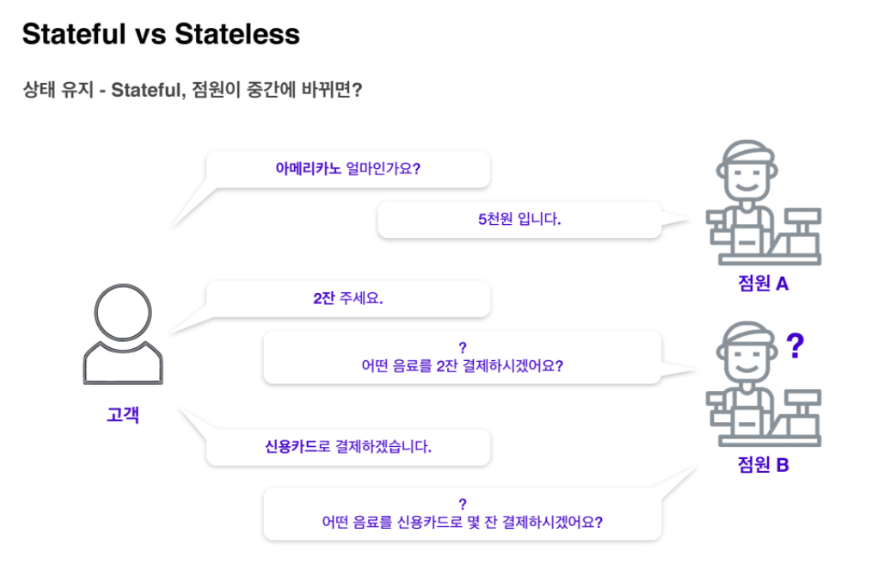 Stateful vs Stateless
상태 유지 - Stateful, 점원이 중간에 바뀌면?
아메리카노 얼마인가요?
5천원 입니다.
점원 A
2잔 주세요.
?
어떤 음료를 2잔 결제하시겠어요?
?
고객
신용카드로 결제하겠습니다.
점원 B
?
어떤 음료를 신용카드로 몇 잔 결제하시겠어요?